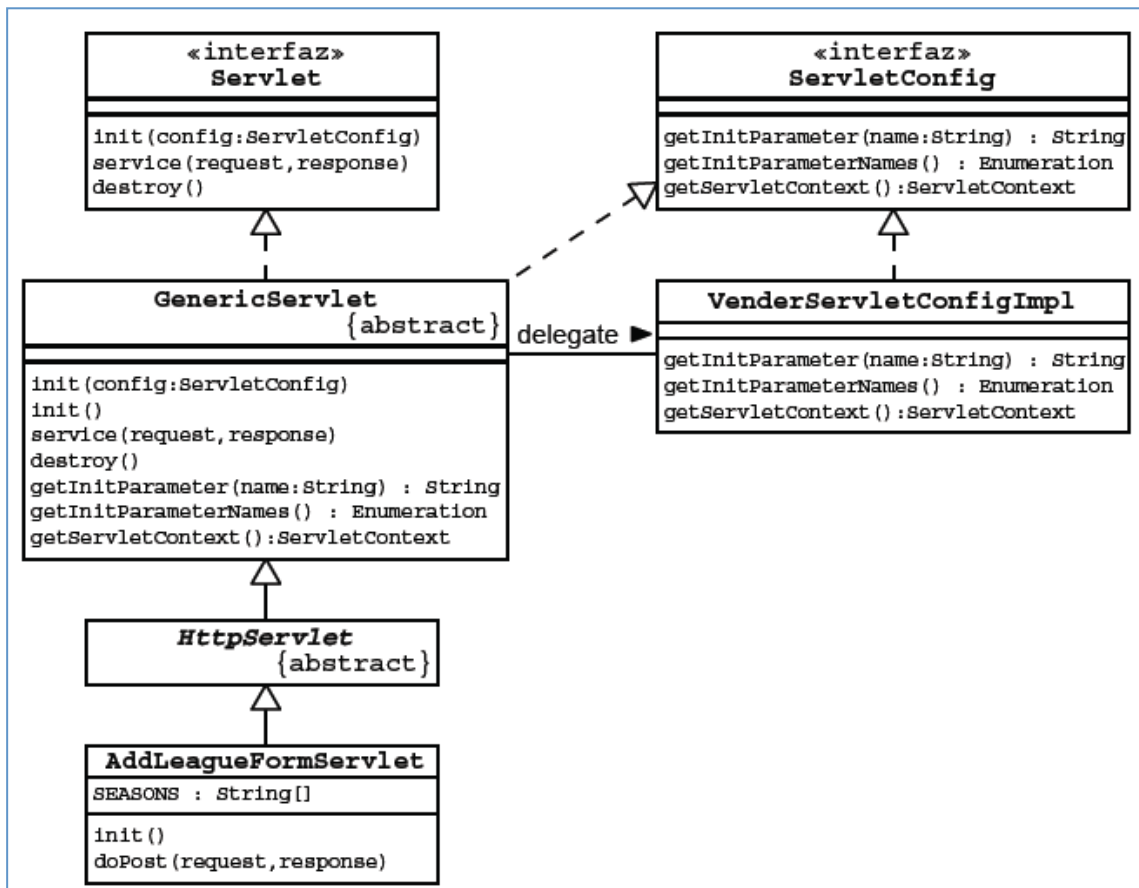 «interfaz»
Servlet
init(config:ServletConfig)
service(request,response)
destroy()
«interfaz»
ServletConfig
getInitParameter(name:String) : String
getInitParameterNames() : Enumeration
getServletContext():ServletContext
GenericServlet
{abstract}
init(config:ServletConfig)
init()
service(request,response)
destroy()
getInitParameter(name:String) : String
getInitParameterNames() : Enumeration
getServletContext():ServletContext
delegate ►
VenderServletConfigImpl
getInitParameter(name:String) : String
getInitParameterNames() : Enumeration
getServletContext():ServletContext
HttpServlet
{abstract}
AddLeagueFormServlet
SEASONS : String[]
init()
doPost(request,response)